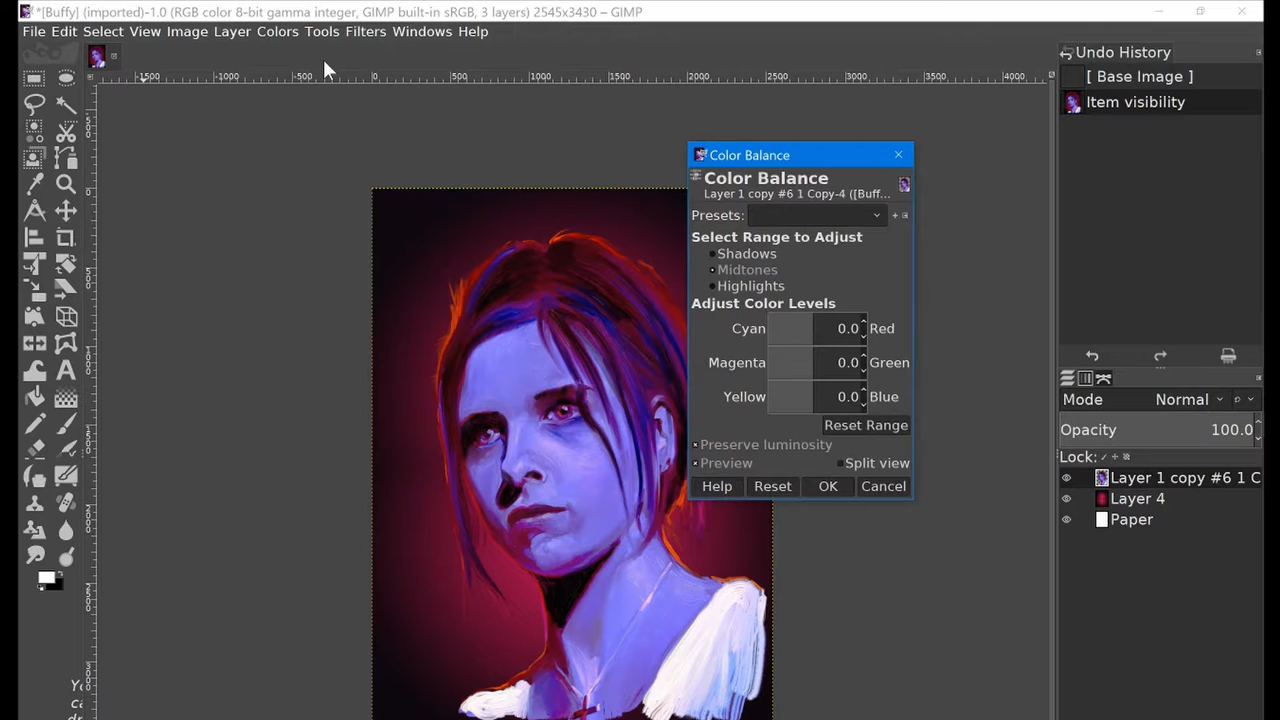 *[Buffy] (imported)-1.0 (RGB color 8-bit gamma integer, GIMP built-in sRGB, 3 layers) 2545x3430 – GIMP
File Edit Select View Image Layer Colors Tools Filters Windows Help
-1500 -1000 -500 0 500 1000 1500 2000 2500 3000 3500 4000
Undo History
[ Base Image ]
Item visibility
Color Balance
Color Balance
Layer 1 copy #6 1 Copy-4 ([Buffy...
Presets:
Select Range to Adjust
Shadows
Midtones
Highlights
Adjust Color Levels
Cyan 0.0 Red
Magenta 0.0 Green
Yellow 0.0 Blue
Reset Range
Preserve luminosity
Preview Split view
Help Reset OK Cancel
Mode Normal
Opacity 100.0
Lock:
Layer 1 copy #6 1 C
Layer 4
Paper